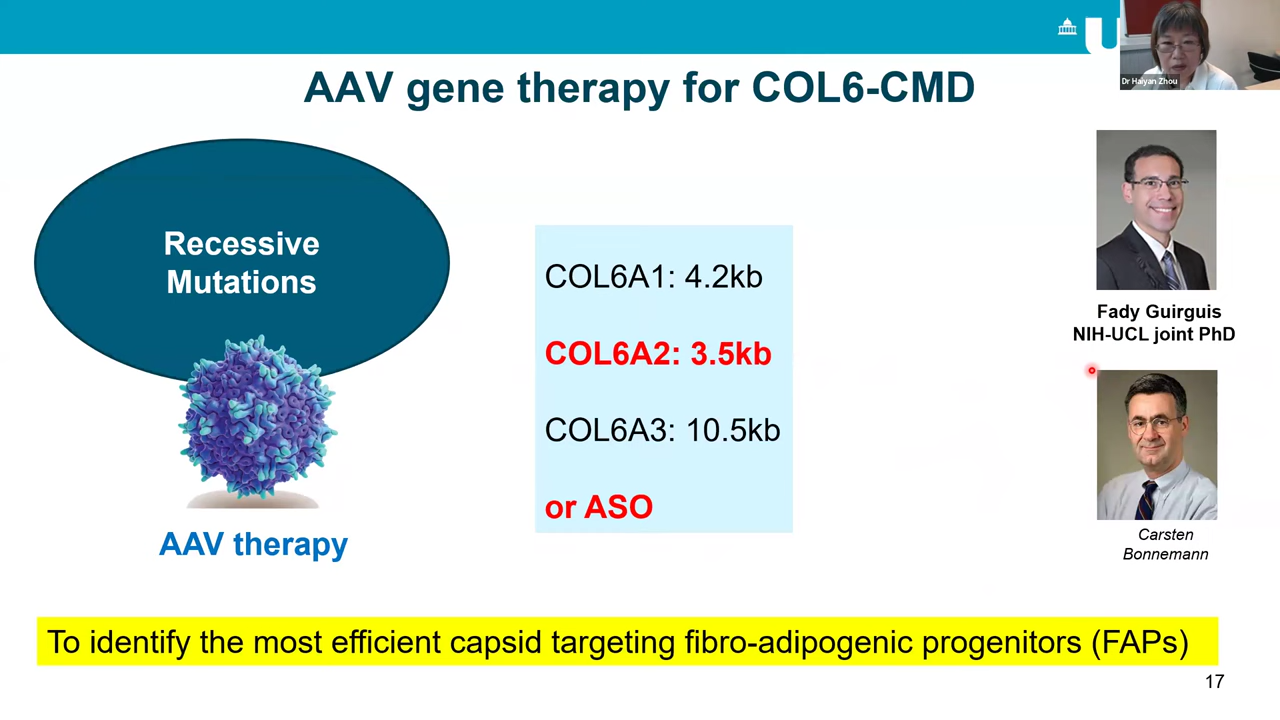 U
Dr Haiyan Zhou
AAV gene therapy for COL6-CMD
Recessive
Mutations
AAV therapy
COL6A1: 4.2kb
COL6A2: 3.5kb
COL6A3: 10.5kb
or ASO
Fady Guirguis
NIH-UCL joint PhD
Carsten
Bonnemann
To identify the most efficient capsid targeting fibro-adipogenic progenitors (FAPs)
17